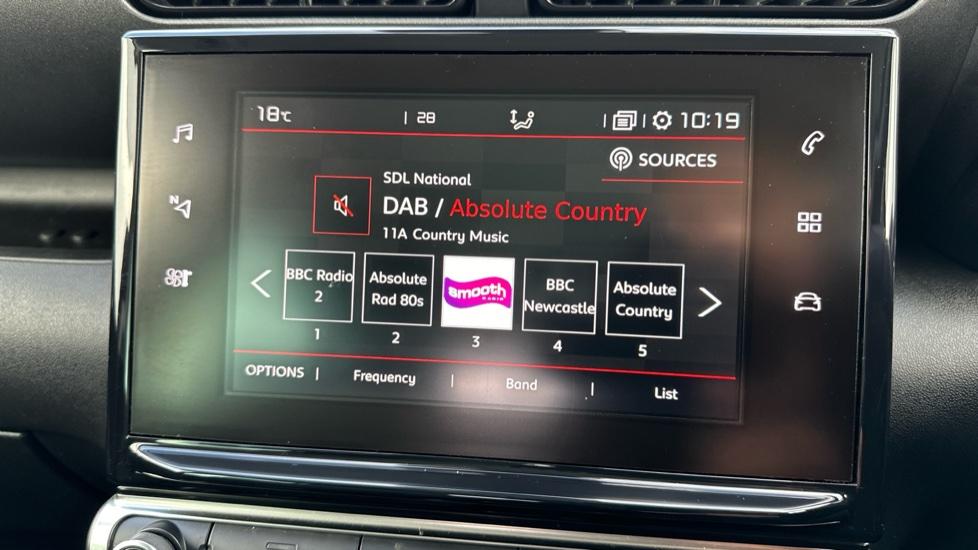 18°C | 28 | | 10:19
SOURCES
SDL National
DAB / Absolute Country
11A Country Music
BBC Radio 2
Absolute Rad 80s
smooth RADIO
BBC Newcastle
Absolute Country
1 2 3 4 5
OPTIONS | Frequency | Band | List
N